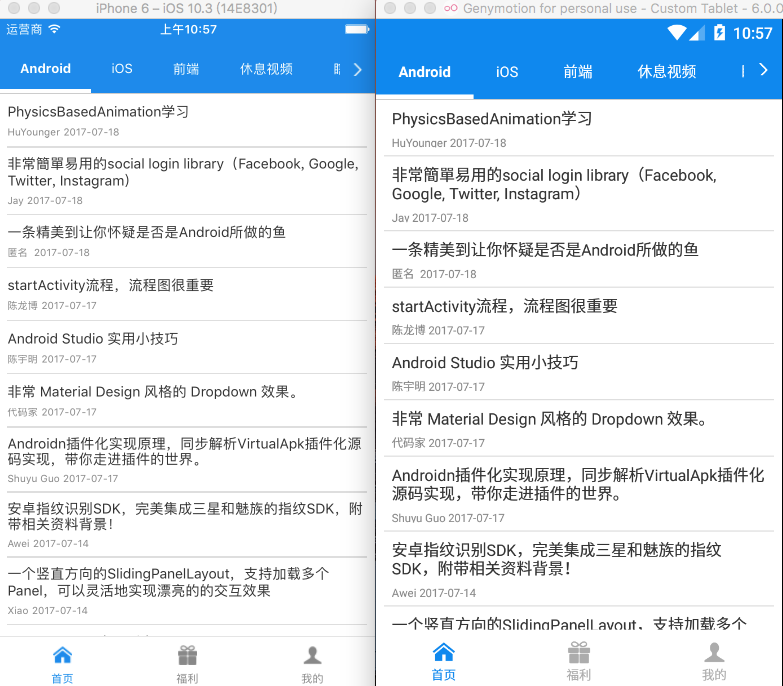 iPhone 6 – iOS 10.3 (14E8301)
运营商
上午10:57
Android
iOS
前端
休息视频
PhysicsBasedAnimation学习
HuYounger 2017-07-18
非常簡單易用的social login library（Facebook, Google,
Twitter, Instagram）
Jay 2017-07-18
一条精美到让你怀疑是否是Android所做的鱼
匿名 2017-07-18
startActivity流程，流程图很重要
陈龙博 2017-07-17
Android Studio 实用小技巧
陈宇明 2017-07-17
非常 Material Design 风格的 Dropdown 效果。
代码家 2017-07-17
Androidn插件化实现原理，同步解析VirtualApk插件化源
码实现，带你走进插件的世界。
Shuyu Guo 2017-07-17
安卓指纹识别SDK，完美集成三星和魅族的指纹SDK，附
带相关资料背景！
Awei 2017-07-14
一个竖直方向的SlidingPanelLayout，支持加载多个
Panel，可以灵活地实现漂亮的的交互效果
Xiao 2017-07-14
首页
福利
我的
Genymotion for personal use - Custom Tablet - 6.0.0
10:57
Android
iOS
前端
休息视频
PhysicsBasedAnimation学习
HuYounger 2017-07-18
非常簡單易用的social login library（Facebook,
Google, Twitter, Instagram）
Jay 2017-07-18
一条精美到让你怀疑是否是Android所做的鱼
匿名 2017-07-18
startActivity流程，流程图很重要
陈龙博 2017-07-17
Android Studio 实用小技巧
陈宇明 2017-07-17
非常 Material Design 风格的 Dropdown 效果。
代码家 2017-07-17
Androidn插件化实现原理，同步解析VirtualApk插件化
源码实现，带你走进插件的世界。
Shuyu Guo 2017-07-17
安卓指纹识别SDK，完美集成三星和魅族的指纹
SDK，附带相关资料背景！
Awei 2017-07-14
一个竖直方向的SlidingPanelLayout，支持加载多个
首页
福利
我的